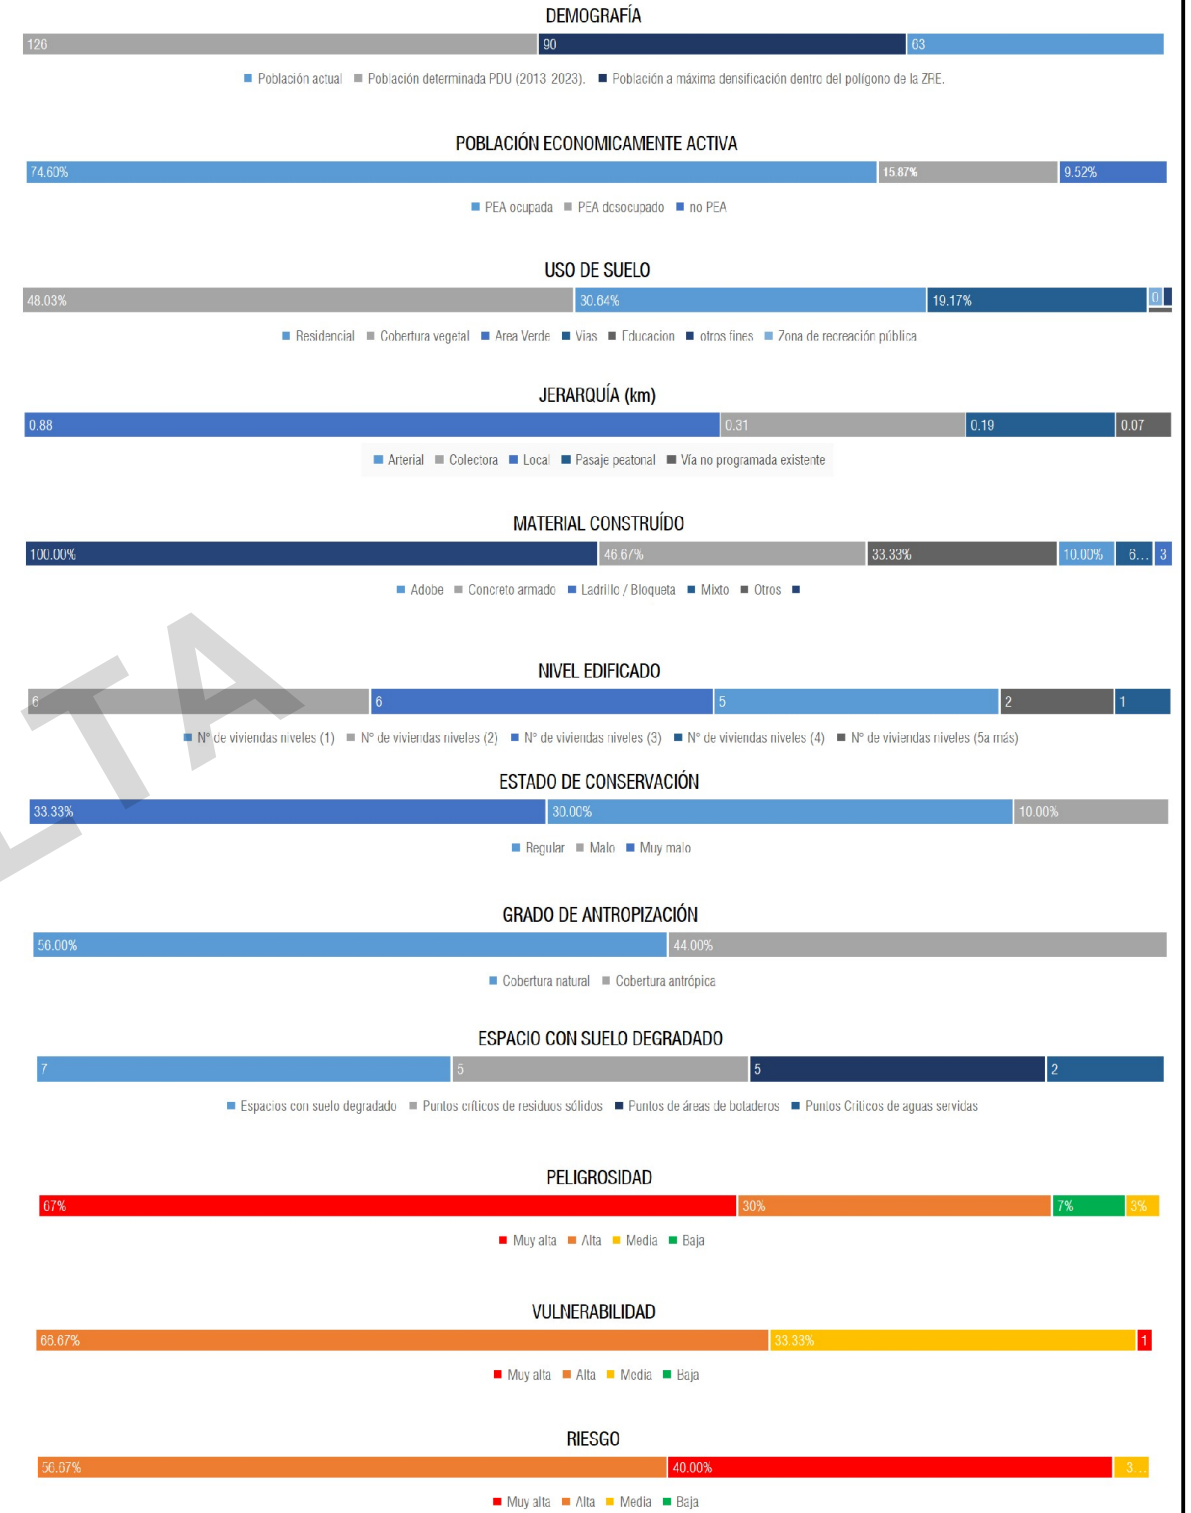 DEMOGRAFÍA
126 90 63
Población actual Población determinada PDU (2013-2023). Población a máxima densificación dentro del polígono de la ZRE.
POBLACIÓN ECONOMICAMENTE ACTIVA
74.60% 15.87% 9.52%
PEA ocupada PEA desocupado no PEA
USO DE SUELO
48.03% 30.64% 19.17% 0
Residencial Cobertura vegetal Area Verde Vias Educacion otros fines Zona de recreación pública
JERARQUÍA (km)
0.88 0.31 0.19 0.07
Arterial Colectora Local Pasaje peatonal Vía no programada existente
MATERIAL CONSTRUÍDO
100.00% 46.67% 33.33% 10.00% 6... 3
Adobe Concreto armado Ladrillo / Bloqueta Mixto Otros
NIVEL EDIFICADO
6 6 5 2 1
N° de viviendas niveles (1) N° de viviendas niveles (2) N° de viviendas niveles (3) N° de viviendas niveles (4) N° de viviendas niveles (5a más)
ESTADO DE CONSERVACIÓN
33.33% 30.00% 10.00%
Regular Malo Muy malo
GRADO DE ANTROPIZACIÓN
56.00% 44.00%
Cobertura natural Cobertura antrópica
ESPACIO CON SUELO DEGRADADO
7 5 5 2
Espacios con suelo degradado Puntos críticos de residuos sólidos Puntos de áreas de botaderos Puntos Criticos de aguas servidas
PELIGROSIDAD
67% 30% 7% 3%
Muy alta Alta Media Baja
VULNERABILIDAD
66.67% 33.33% 1
Muy alta Alta Media Baja
RIESGO
56.67% 40.00% 3...
Muy alta Alta Media Baja
LTA